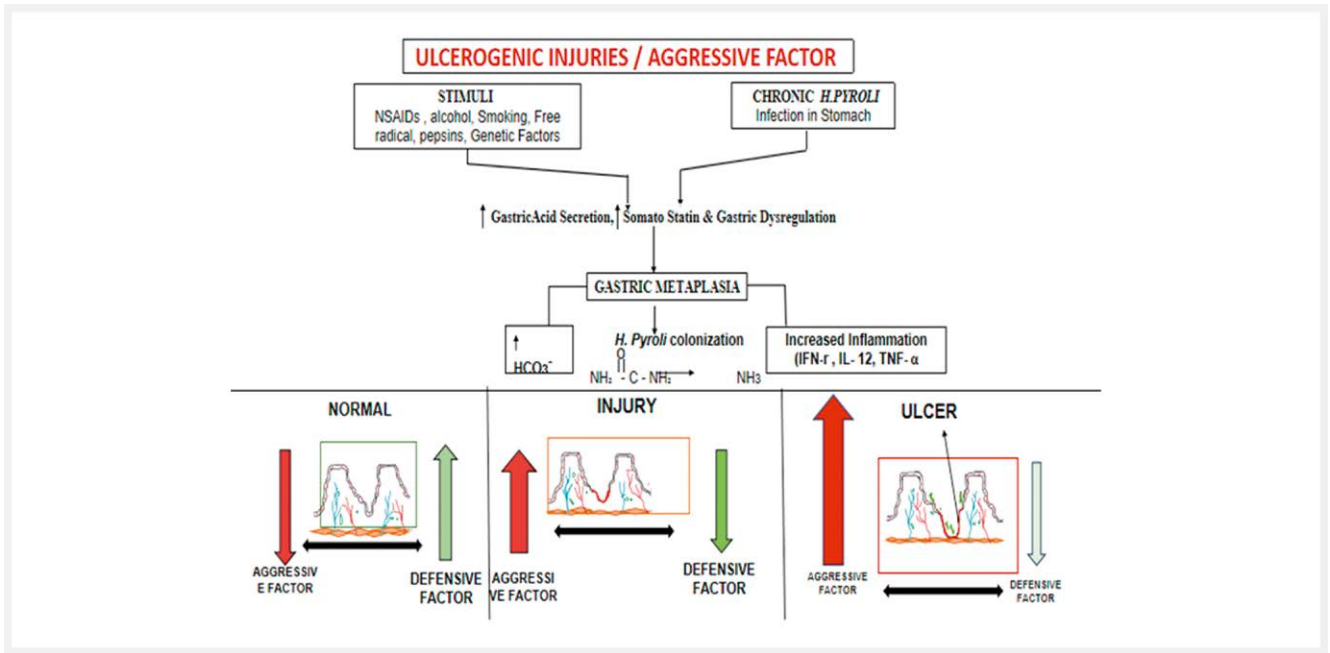 ULCEROGENIC INJURIES / AGGRESSIVE FACTOR
STIMULI
NSAIDs , alcohol, Smoking, Free
radical, pepsins, Genetic Factors
CHRONIC H.PYROLI
Infection in Stomach
↑ GastricAcid Secretion,↑ Somato Statin & Gastric Dysregulation
GASTRIC METAPLASIA
↑
HCO₃⁻
H. Pyroli colonization
O
NH₂ - C - NH₂ NH3
Increased Inflammation
(IFN-r , IL- 12, TNF- α
NORMAL
AGGRESSIV
E FACTOR
DEFENSIVE
FACTOR
INJURY
AGGRESSI
VE FACTOR
DEFENSIVE
FACTOR
ULCER
AGGRESSIVE
FACTOR
DEFENSIVE
FACTOR